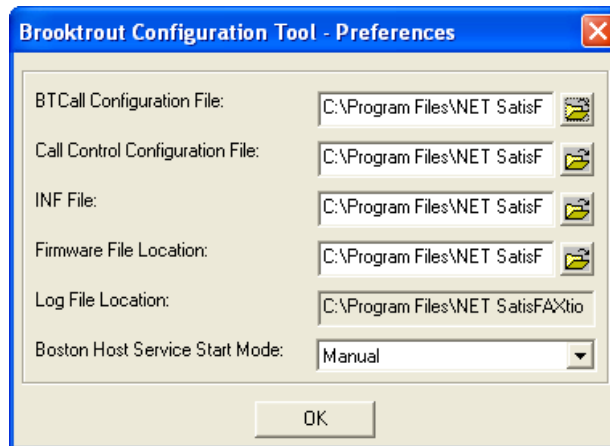 Brooktrout Configuration Tool - Preferences
BTCall Configuration File: C:\Program Files\NET SatisF
Call Control Configuration File: C:\Program Files\NET SatisF
INF File: C:\Program Files\NET SatisF
Firmware File Location: C:\Program Files\NET SatisF
Log File Location: C:\Program Files\NET SatisFAXtio
Boston Host Service Start Mode: Manual
OK